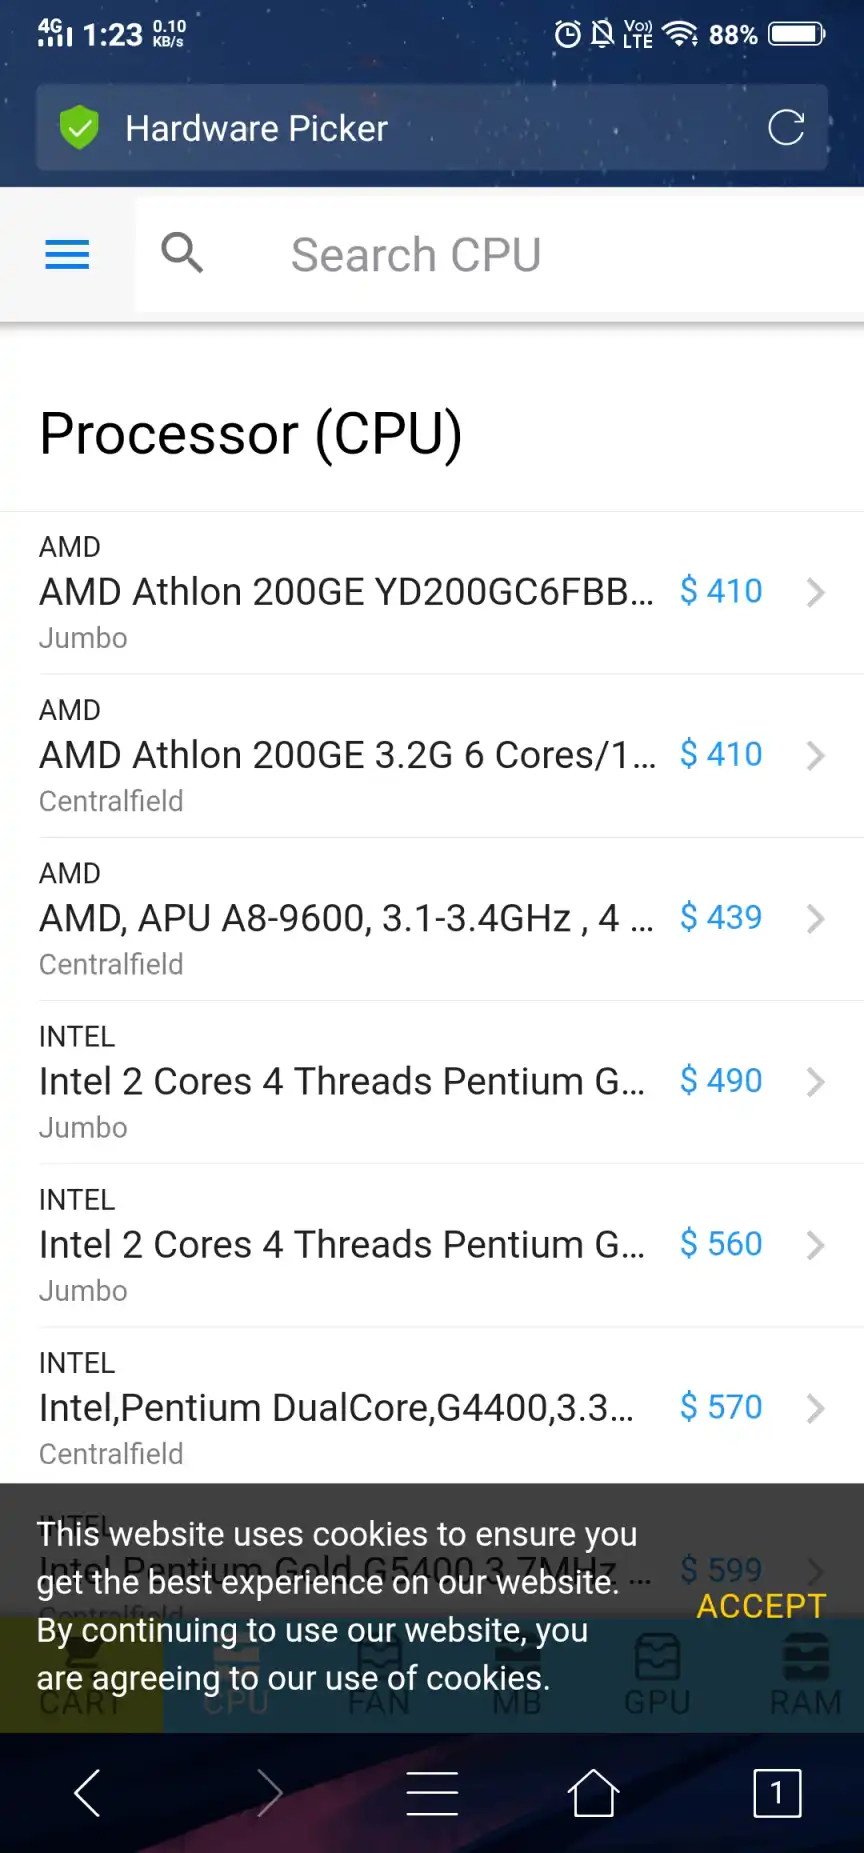 4G 1:23 0.10 KB/s Vo)) LTE 88%
Hardware Picker
Search CPU
Processor (CPU)
AMD
AMD Athlon 200GE YD200GC6FBB... $ 410
Jumbo
AMD
AMD Athlon 200GE 3.2G 6 Cores/1... $ 410
Centralfield
AMD
AMD, APU A8-9600, 3.1-3.4GHz , 4 ... $ 439
Centralfield
INTEL
Intel 2 Cores 4 Threads Pentium G... $ 490
Jumbo
INTEL
Intel 2 Cores 4 Threads Pentium G... $ 560
Jumbo
INTEL
Intel,Pentium DualCore,G4400,3.3... $ 570
Centralfield
INTEL
Intel Pentium Gold G5400 3.7MHz ... $ 599
Centralfield
This website uses cookies to ensure you
get the best experience on our website.
By continuing to use our website, you
are agreeing to our use of cookies.
ACCEPT
CART CPU FAN MB GPU RAM
1